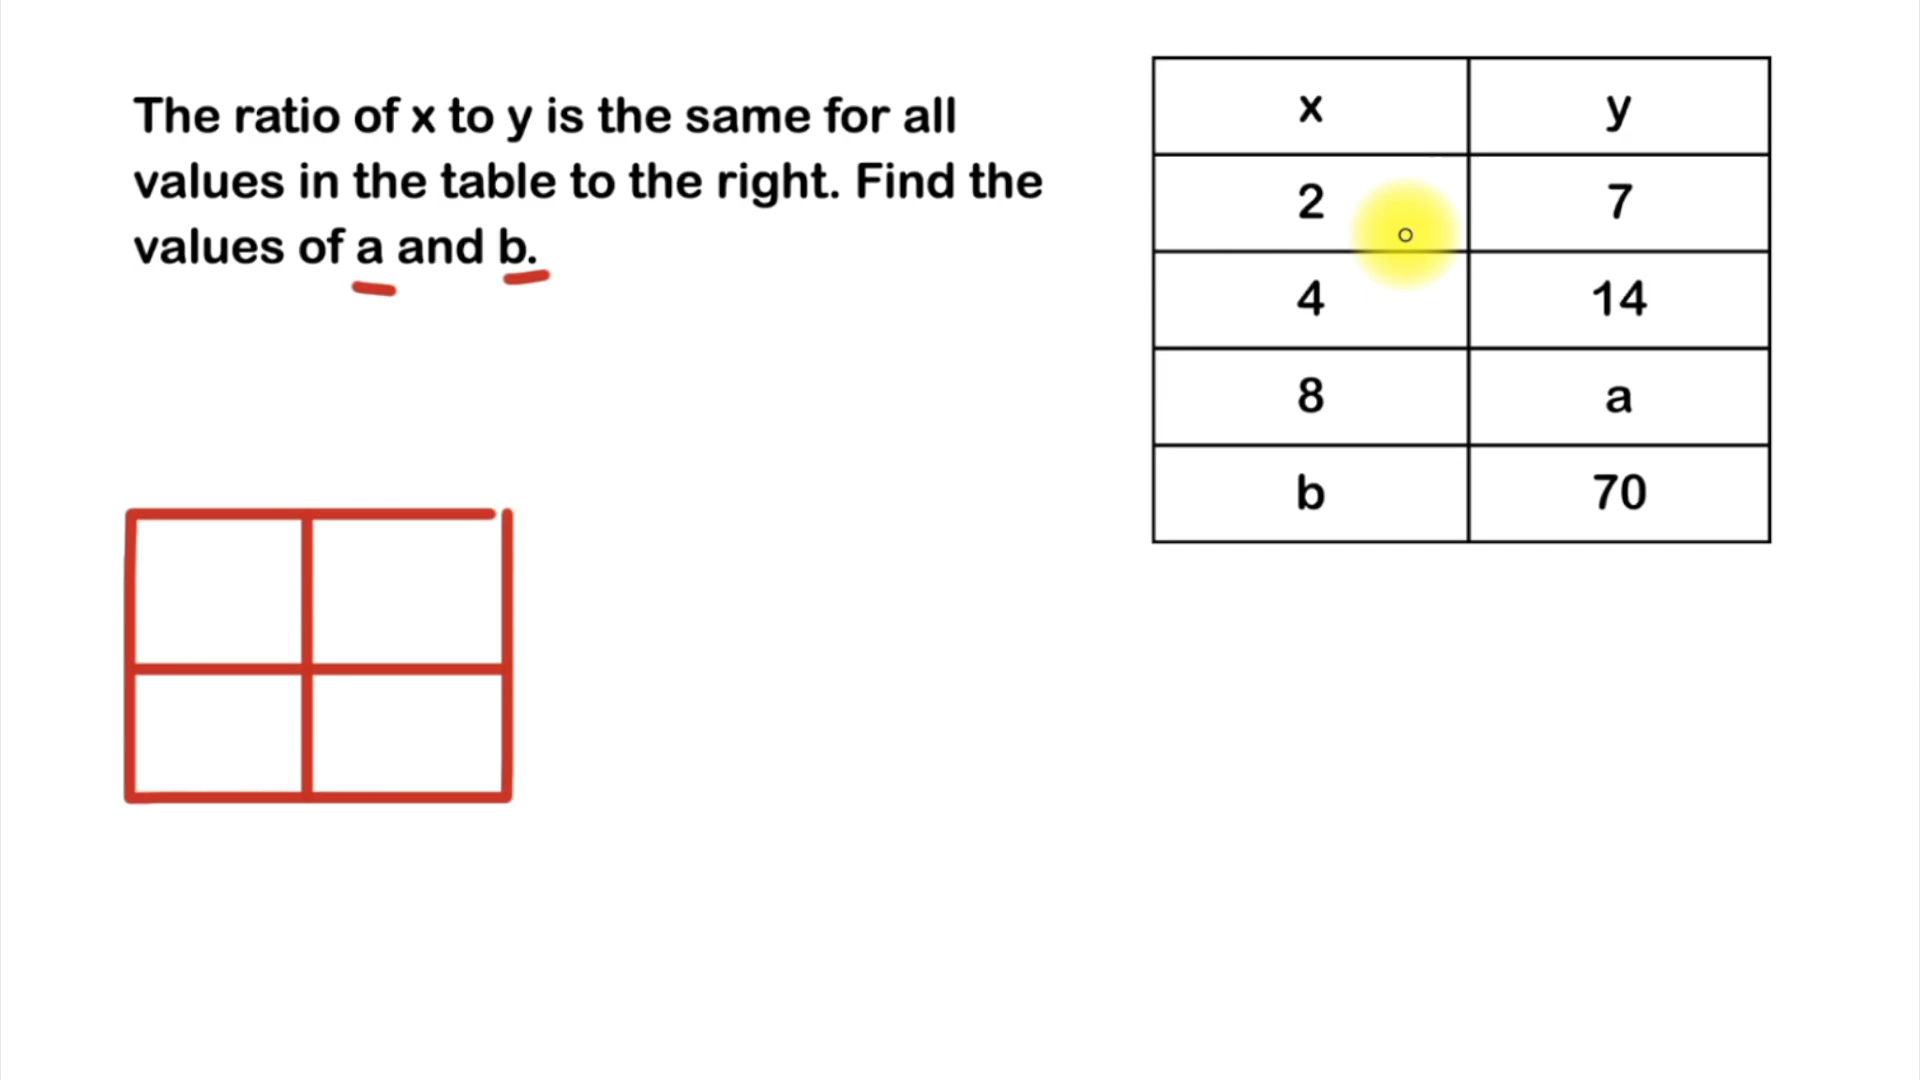 The ratio of x to y is the same for all
values in the table to the right. Find the
values of a and b.
x y
2 7
4 14
8 a
b 70